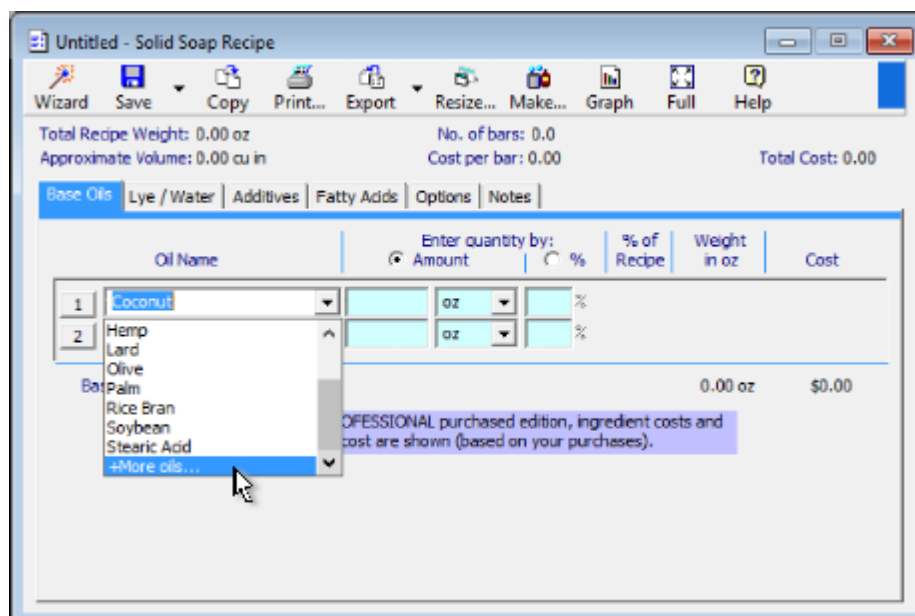 Untitled - Solid Soap Recipe
Wizard Save Copy Print... Export Resize... Make... Graph Full Help
Total Recipe Weight: 0.00 oz No. of bars: 0.0
Approximate Volume: 0.00 cu in Cost per bar: 0.00 Total Cost: 0.00
Base Oils Lye / Water Additives Fatty Acids Options Notes
Oil Name Enter quantity by: Amount % % of Recipe Weight in oz Cost
1 Coconut oz %
2 oz %
Hemp
Lard
Olive
Palm
Rice Bran
Soybean
Stearic Acid
+More oils...
0.00 oz $0.00
PROFESSIONAL purchased edition, ingredient costs and
cost are shown (based on your purchases).